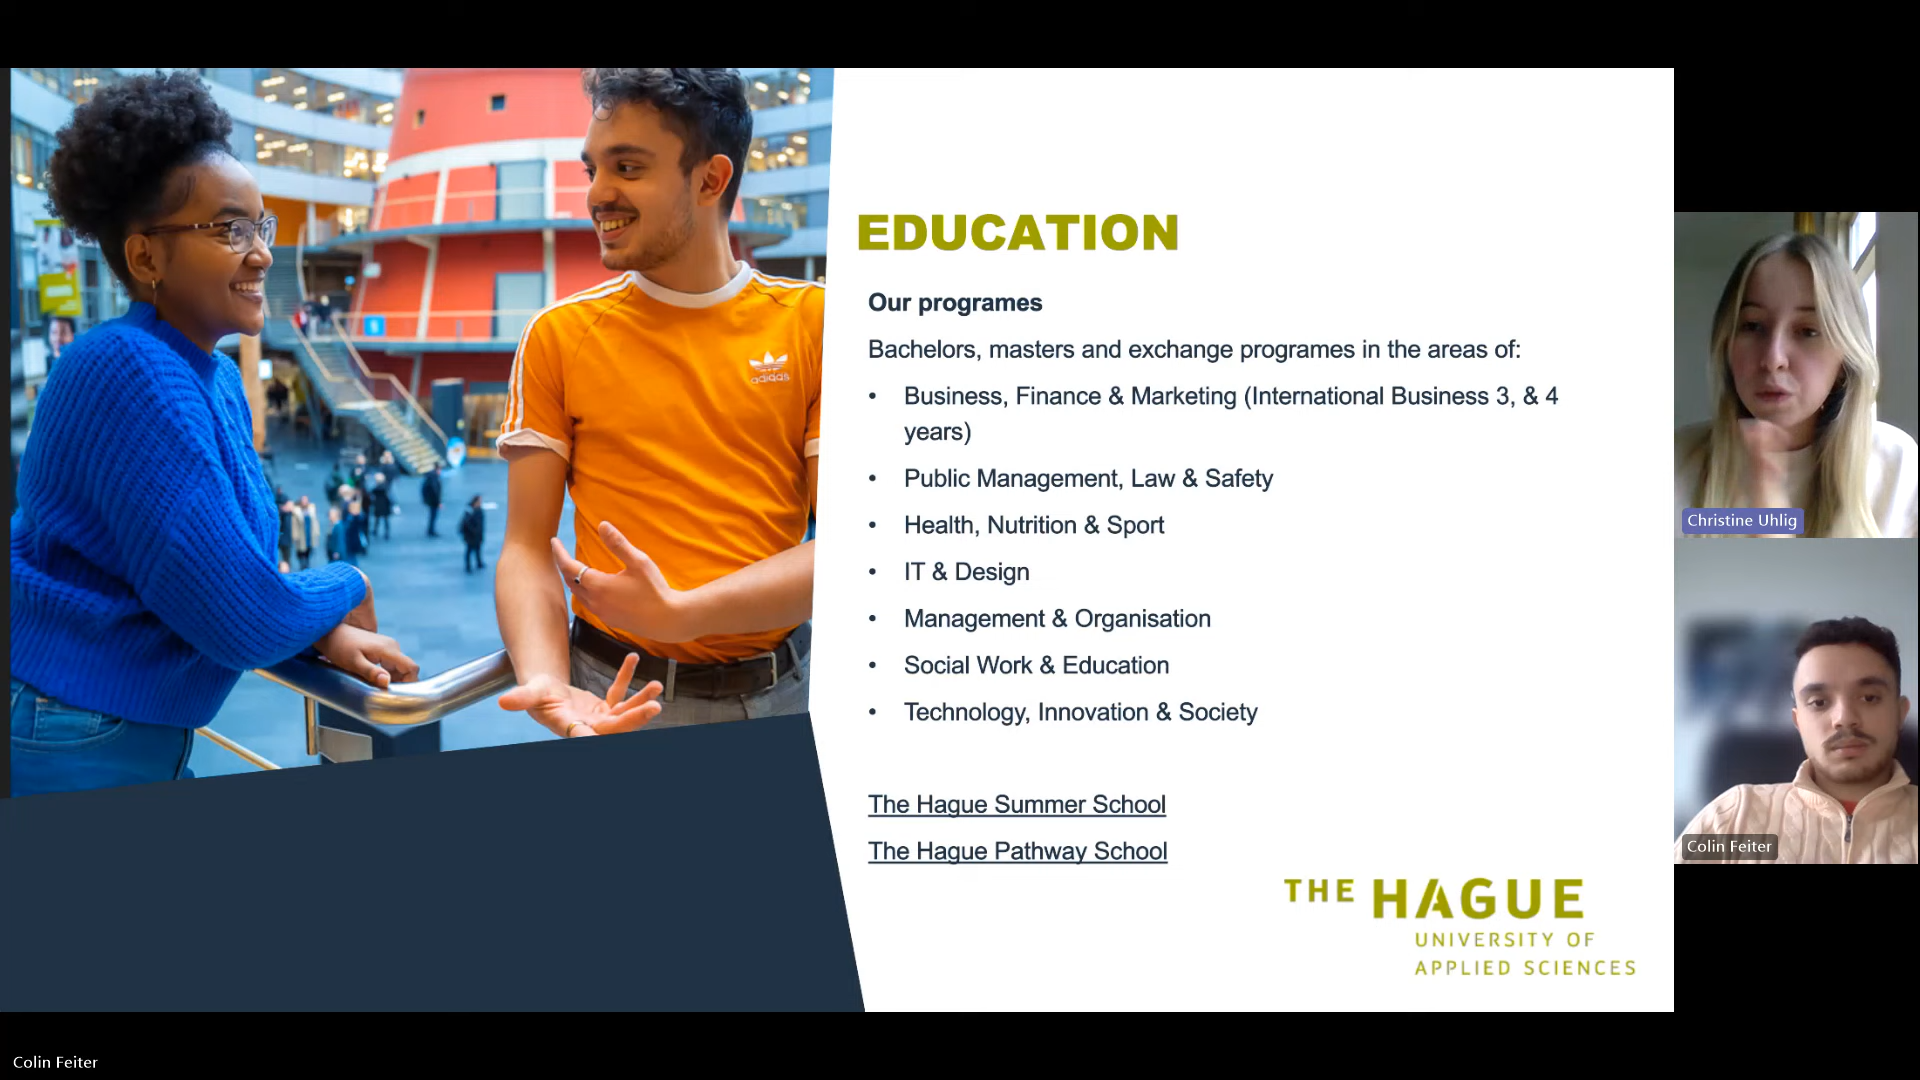 adidas
EDUCATION
Our programes
Bachelors, masters and exchange programes in the areas of:
• Business, Finance & Marketing (International Business 3, & 4
years)
• Public Management, Law & Safety
• Health, Nutrition & Sport
• IT & Design
• Management & Organisation
• Social Work & Education
• Technology, Innovation & Society
The Hague Summer School
The Hague Pathway School
THE HAGUE
UNIVERSITY OF
APPLIED SCIENCES
Christine Uhlig
Colin Feiter
Colin Feiter